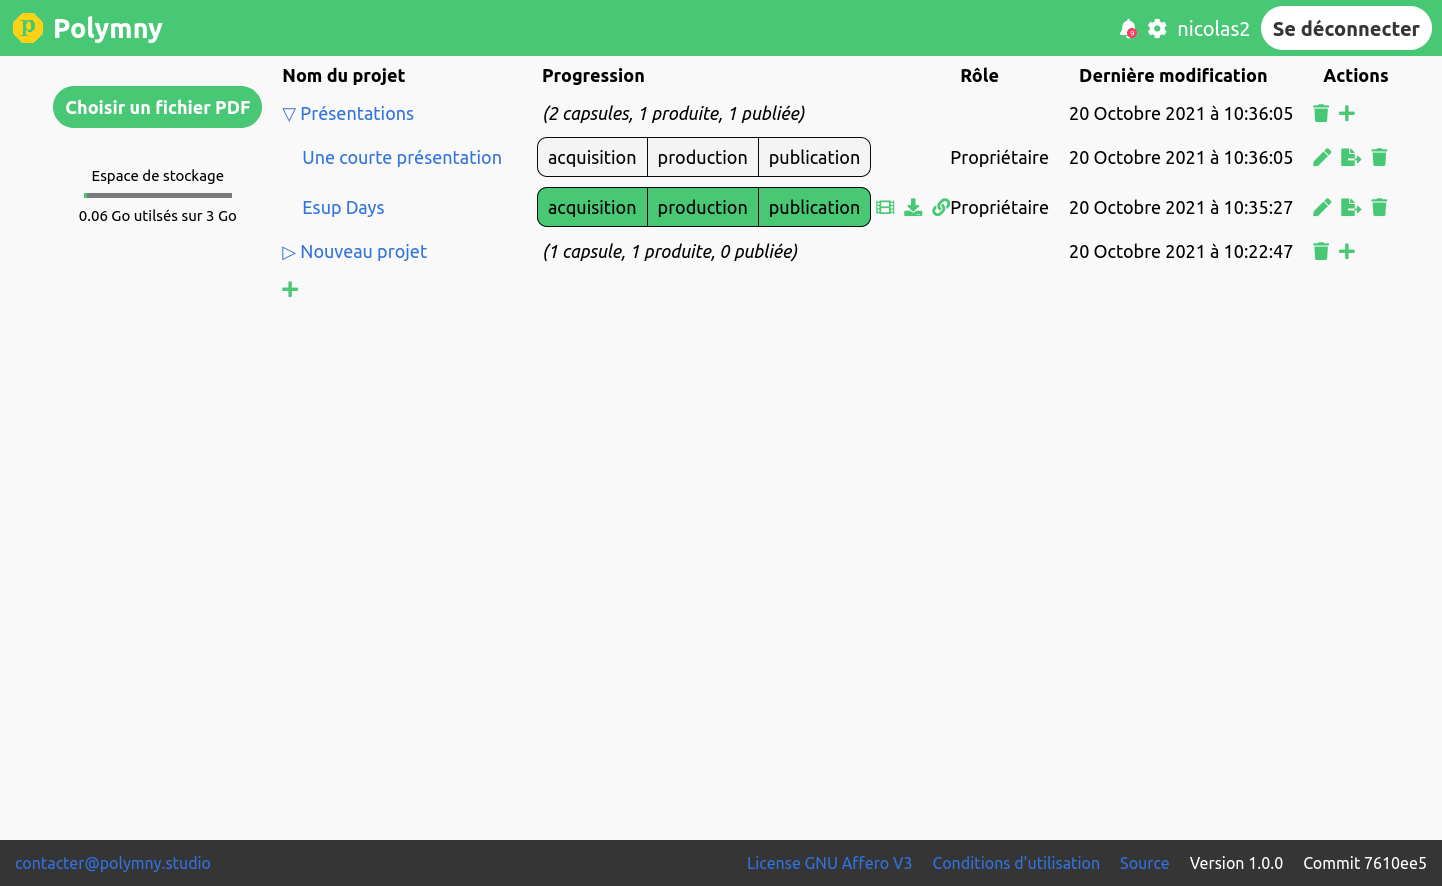 Polymny
9
nicolas2
Se déconnecter
Choisir un fichier PDF
Espace de stockage
0.06 Go utilsés sur 3 Go
Nom du projet Progression Rôle Dernière modification Actions
▽ Présentations (2 capsules, 1 produite, 1 publiée) 20 Octobre 2021 à 10:36:05
Une courte présentation acquisition production publication Propriétaire 20 Octobre 2021 à 10:36:05
Esup Days acquisition production publication Propriétaire 20 Octobre 2021 à 10:35:27
▷ Nouveau projet (1 capsule, 1 produite, 0 publiée) 20 Octobre 2021 à 10:22:47
contacter@polymny.studio License GNU Affero V3 Conditions d'utilisation Source Version 1.0.0 Commit 7610ee5